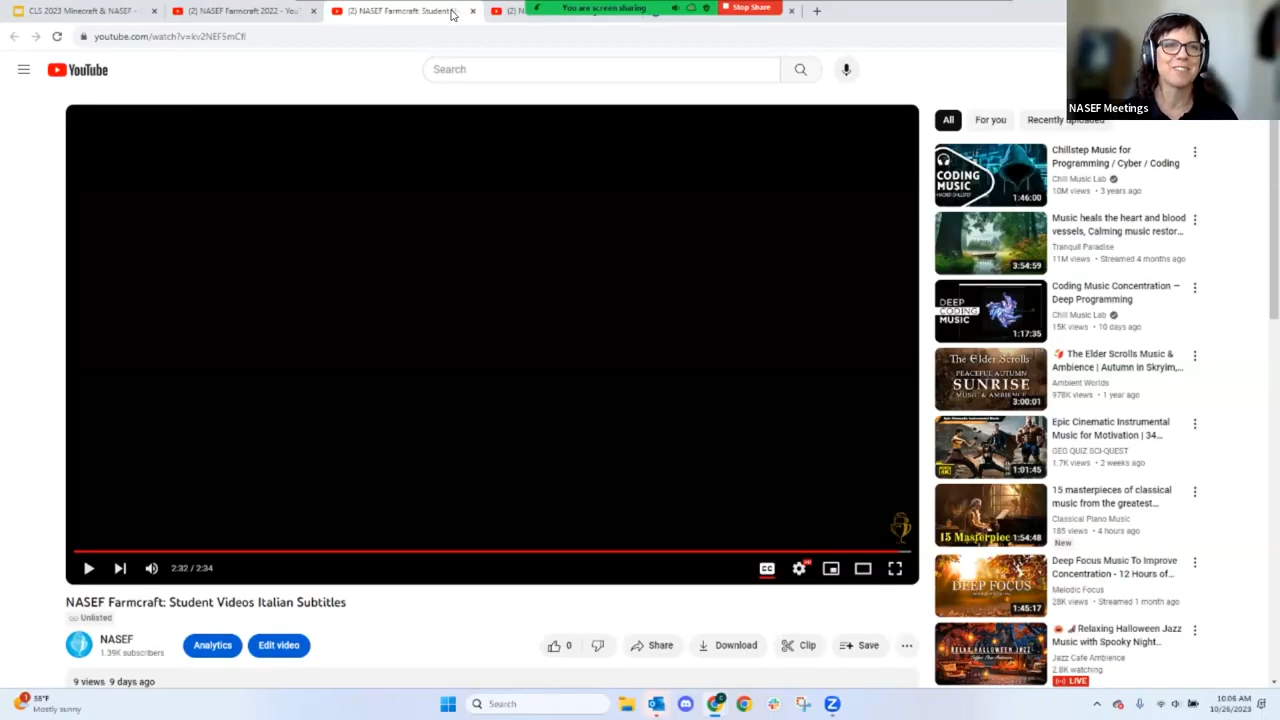 CLS 2023 Minecraft & NASEF -
(2) NASEF Farmcraft 2022 - You
(2) NASEF Farmcraft: Student
You are screen sharing
Stop Share
youtube.com/watch?v=kv2NEF5mCfI
YouTube
Search
NASEF Meetings
All
For you
Recently uploaded
CODING
MUSIC
1:46:00
Chillstep Music for
Programming / Cyber / Coding
Chill Music Lab
10M views • 3 years ago
3:54:59
Music heals the heart and blood
vessels, Calming music restor...
Tranquil Paradise
11M views • Streamed 4 months ago
DEEP
CODING
MUSIC
1:17:35
Coding Music Concentration —
Deep Programming
Chill Music Lab
15K views • 10 days ago
The Elder Scrolls
PEACEFUL AUTUMN
SUNRISE
MUSIC & AMBIENCE
3:00:01
The Elder Scrolls Music &
Ambience | Autumn in Skyrim,...
Ambient Worlds
978K views • 1 year ago
1:01:45
Epic Cinematic Instrumental
Music for Motivation | 34...
GEO QUIZ SCI-QUEST
1.7K views • 2 weeks ago
15 Masterpiec
1:54:48
15 masterpieces of classical
music from the greatest...
Classical Piano Music
185 views • 4 hours ago
New
DEEP FOCUS
1:45:17
Deep Focus Music To Improve
Concentration - 12 Hours of...
Melodic Focus
28K views • Streamed 1 month ago
RELAX HALLOWEEN JAZZ
Relaxing Halloween Jazz
Music with Spooky Night...
Jazz Cafe Ambience
2.8K watching
LIVE
2:32 / 2:34
CC
NASEF Farmcraft: Student Videos Italian Subtitles
Unlisted
NASEF
1.39K subscribers
Analytics
Edit video
0
Share
Download
Clip
Save
9 views 9 days ago
38°F
Mostly sunny
Search
10:06 AM
10/26/2023